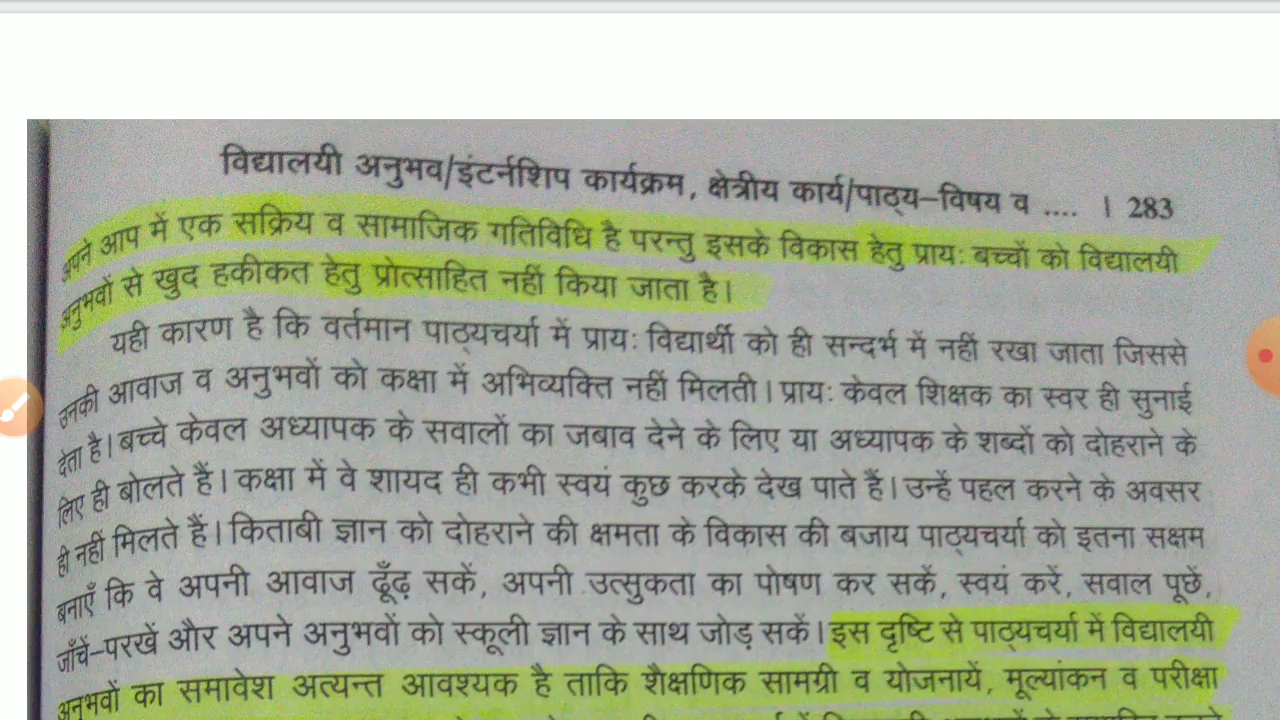 विद्यालयी अनुभव/इंटर्नशिप कार्यक्रम, क्षेत्रीय कार्य/पाठ्य-विषय व .... । 283
अपने आप में एक सक्रिय व सामाजिक गतिविधि है परन्तु इसके विकास हेतु प्रायः बच्चों को विद्यालयी
अनुभवों से खुद हकीकत हेतु प्रोत्साहित नहीं किया जाता है।
यही कारण है कि वर्तमान पाठ्यचर्या में प्रायः विद्यार्थी को ही सन्दर्भ में नहीं रखा जाता जिससे
उनकी आवाज व अनुभवों को कक्षा में अभिव्यक्ति नहीं मिलती। प्रायः केवल शिक्षक का स्वर ही सुनाई
देता है। बच्चे केवल अध्यापक के सवालों का जबाव देने के लिए या अध्यापक के शब्दों को दोहराने के
लिए ही बोलते हैं। कक्षा में वे शायद ही कभी स्वयं कुछ करके देख पाते हैं। उन्हें पहल करने के अवसर
ही नहीं मिलते हैं। किताबी ज्ञान को दोहराने की क्षमता के विकास की बजाय पाठ्यचर्या को इतना सक्षम
बनाएँ कि वे अपनी आवाज ढूँढ़ सकें, अपनी उत्सुकता का पोषण कर सकें, स्वयं करें, सवाल पूछें,
जाँचें-परखें और अपने अनुभवों को स्कूली ज्ञान के साथ जोड़ सकें। इस दृष्टि से पाठ्यचर्या में विद्यालयी
अनुभवों का समावेश अत्यन्त आवश्यक है ताकि शैक्षणिक सामग्री व योजनायें, मूल्यांकन व परीक्षा